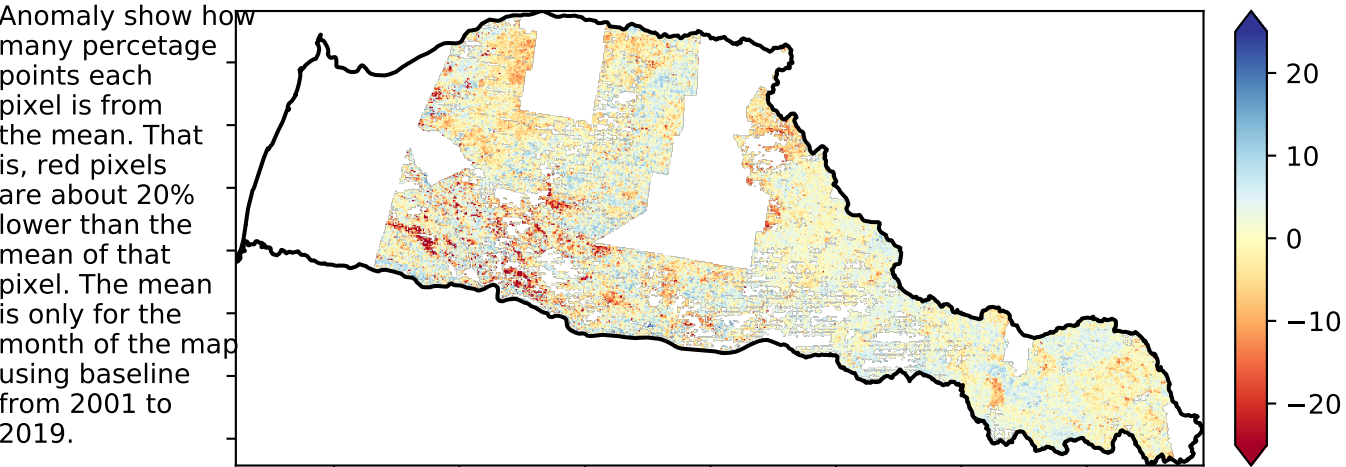 Anomaly show how
many percetage
points each
pixel is from
the mean. That
is, red pixels
are about 20%
lower than the
mean of that
pixel. The mean
is only for the
month of the map
using baseline
from 2001 to
2019.
20
10
0
−10
−20